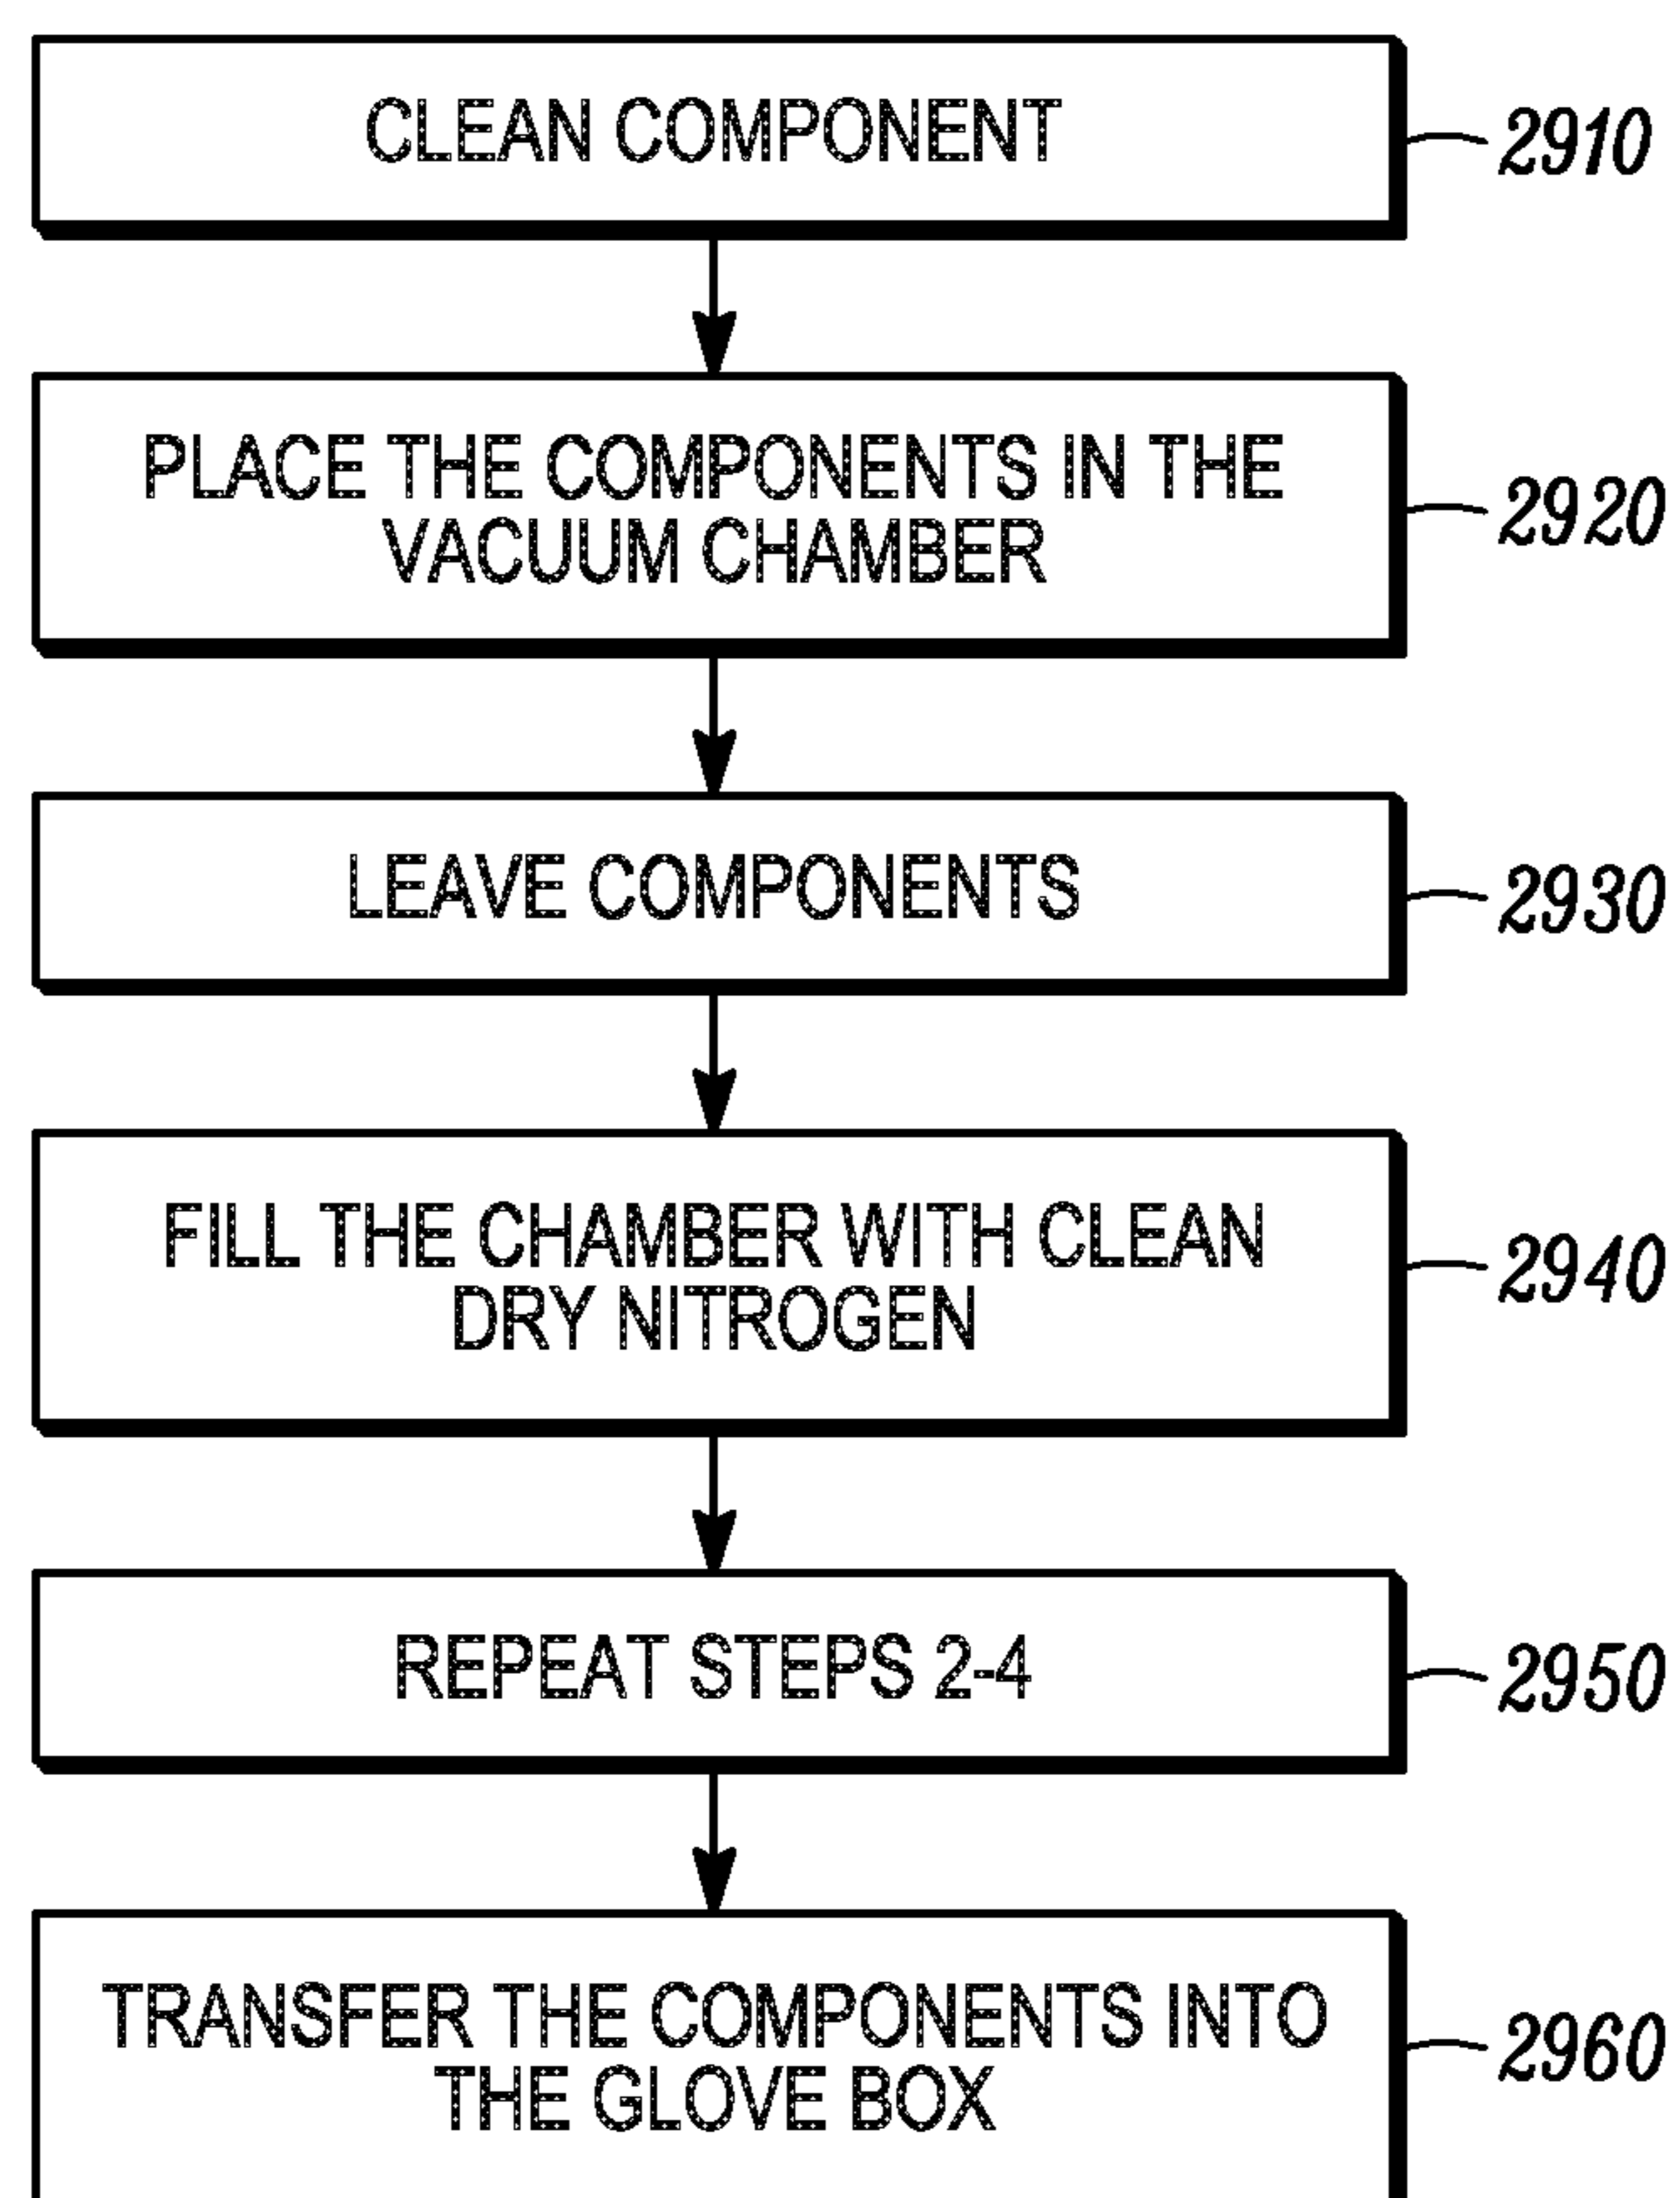 CLEAN COMPONENT
2910
PLACE THE COMPONENTS IN THE
VACUUM CHAMBER
2920
LEAVE COMPONENTS
2930
FILL THE CHAMBER WITH CLEAN
DRY NITROGEN
2940
REPEAT STEPS 2-4
2950
TRANSFER THE COMPONENTS INTO
THE GLOVE BOX
2960